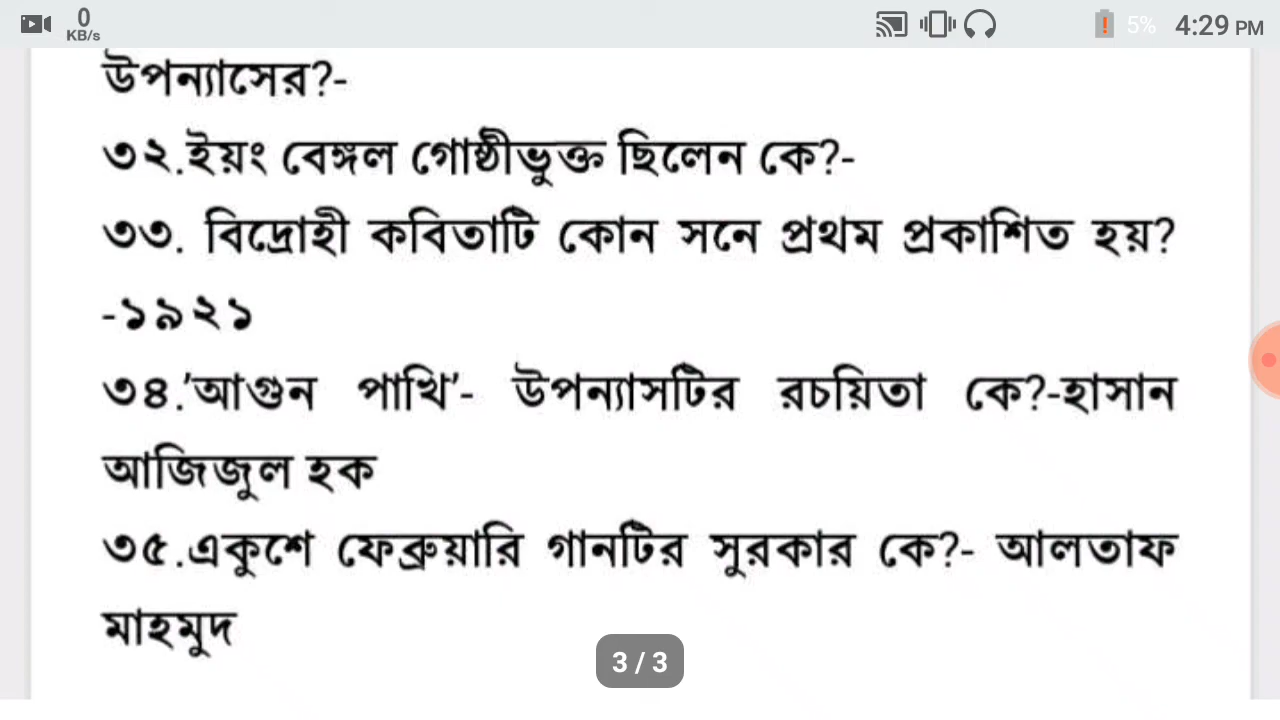 0
KB/s
5%
4:29 PM
উপন্যাসের?-
৩২.ইয়ং বেঙ্গল গোষ্ঠীভুক্ত ছিলেন কে?-
৩৩. বিদ্রোহী কবিতাটি কোন সনে প্রথম প্রকাশিত হয়?
-১৯২১
৩৪.'আগুন পাখি'- উপন্যাসটির রচয়িতা কে?-হাসান
আজিজুল হক
৩৫.একুশে ফেব্রুয়ারি গানটির সুরকার কে?- আলতাফ
মাহমুদ
3 / 3